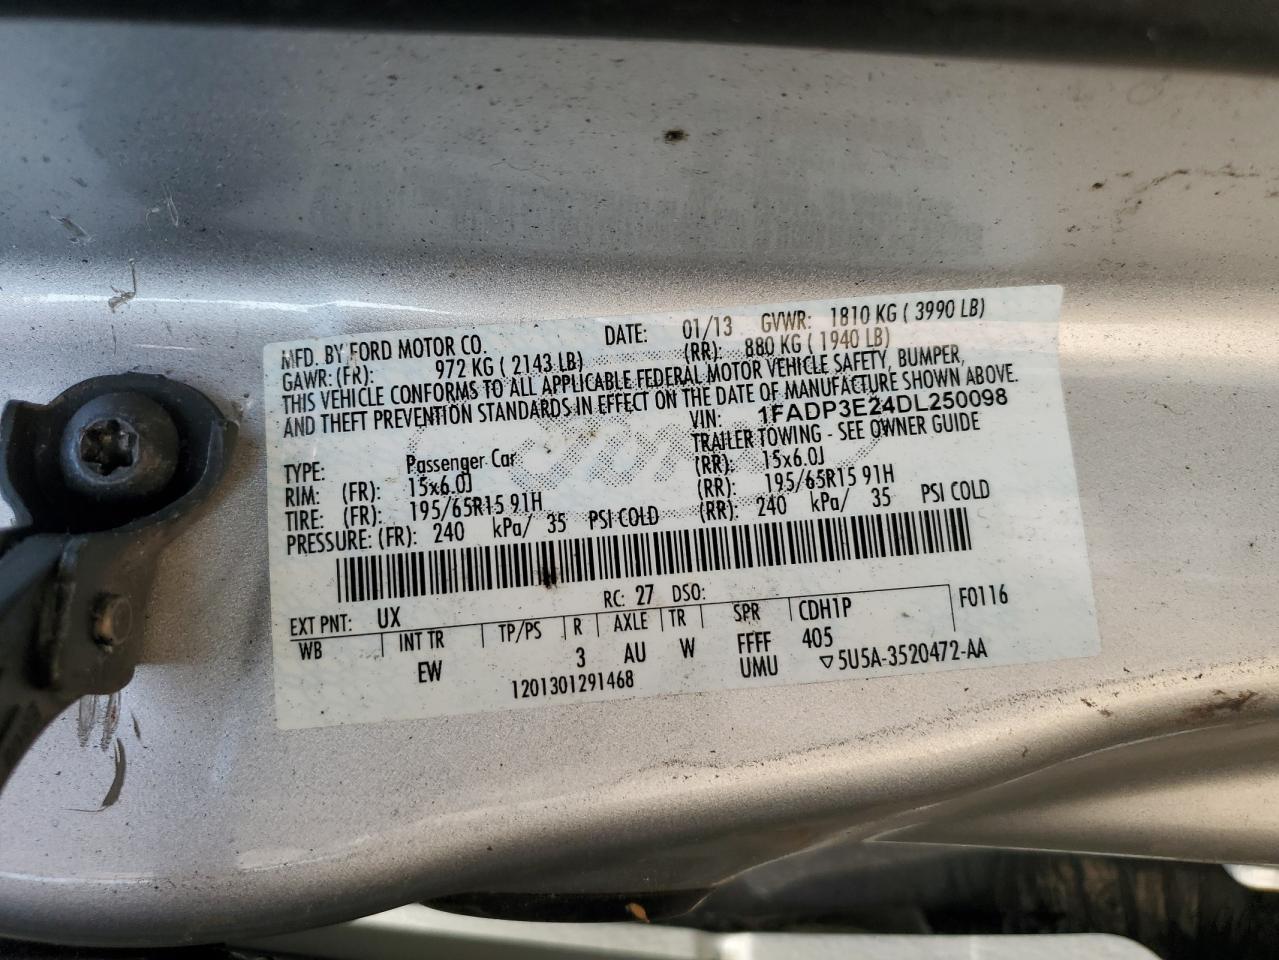 MFD. BY FORD MOTOR CO. DATE: 01/13 GVWR: 1810 KG ( 3990 LB)
GAWR: (FR): 972 KG ( 2143 LB) (RR): 880 KG ( 1940 LB)
THIS VEHICLE CONFORMS TO ALL APPLICABLE FEDERAL MOTOR VEHICLE SAFETY, BUMPER,
AND THEFT PREVENTION STANDARDS IN EFFECT ON THE DATE OF MANUFACTURE SHOWN ABOVE.
VIN: 1FADP3E24DL250098
TYPE: Passenger Car TRAILER TOWING - SEE OWNER GUIDE
RIM: (FR): 15x6.0J (RR): 15x6.0J
TIRE: (FR): 195/65R15 91H (RR): 195/65R15 91H
PRESSURE: (FR): 240 kPa/ 35 PSI COLD (RR): 240 kPa/ 35 PSI COLD
EXT PNT: UX RC: 27 DSO:
WB INT TR TP/PS R AXLE TR SPR CDH1P F0116
EW 3 AU W FFFF 405
1201301291468 UMU ▽5U5A-3520472-AA